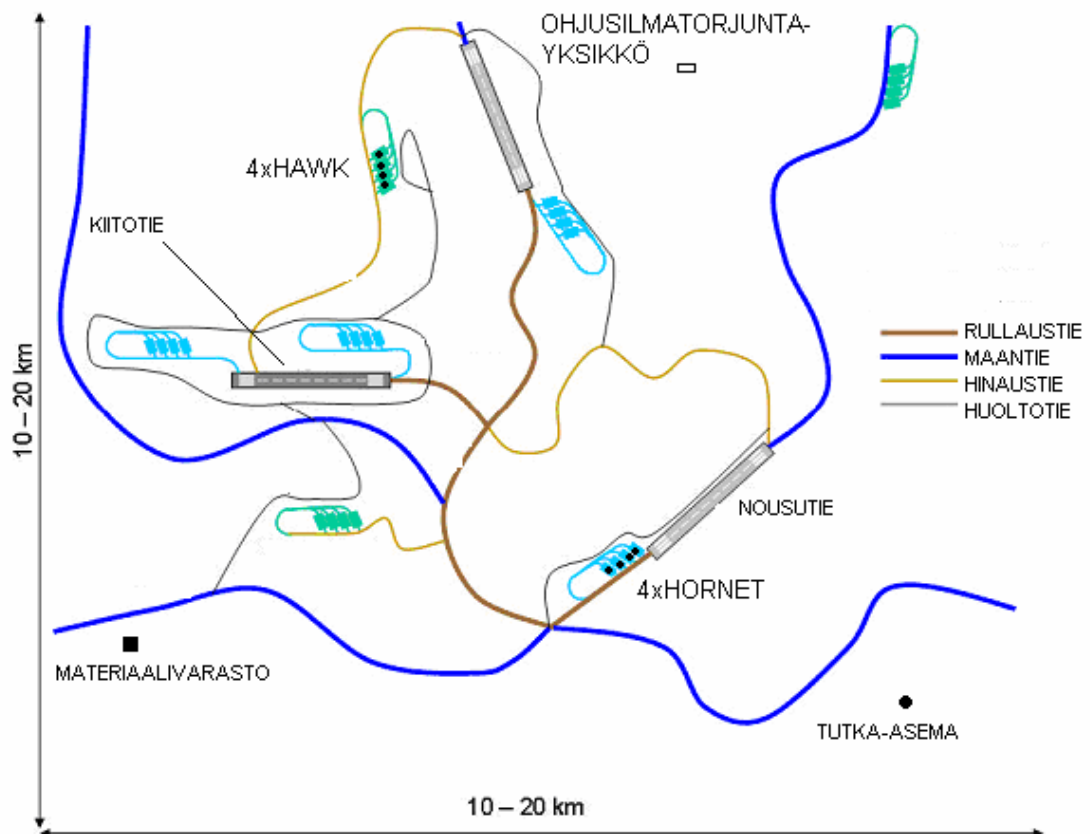 OHJUSILMATORJUNTA-
YKSIKKÖ
4xHAWK
KIITOTIE
RULLAUSTIE
MAANTIE
HINAUSTIE
HUOLTOTIE
10 – 20 km
NOUSUTIE
4xHORNET
MATERIAALIVARASTO
TUTKA-ASEMA
10 – 20 km